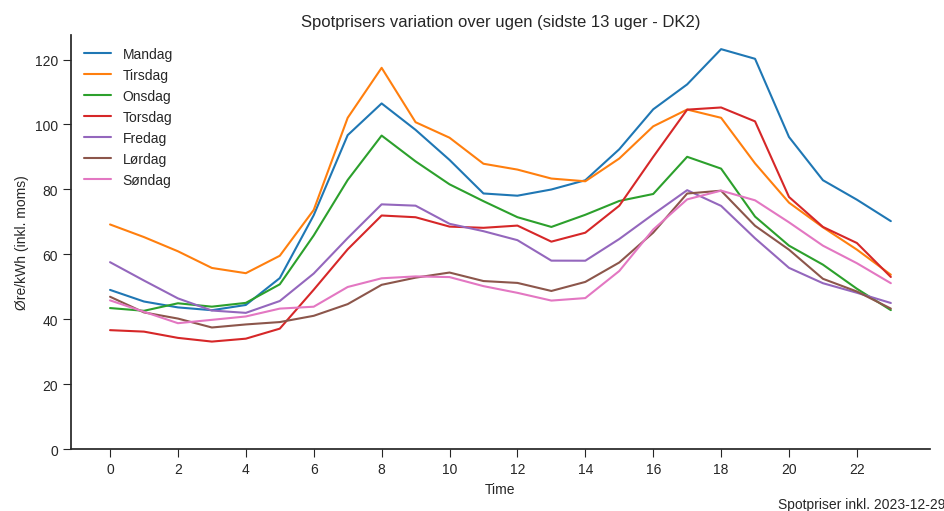 Spotprisers variation over ugen (sidste 13 uger - DK2)
Mandag
Tirsdag
Onsdag
Torsdag
Fredag
Lørdag
Søndag
Øre/kWh (inkl. moms)
120
100
80
60
40
20
0
0 2 4 6 8 10 12 14 16 18 20 22
Time
Spotpriser inkl. 2023-12-29